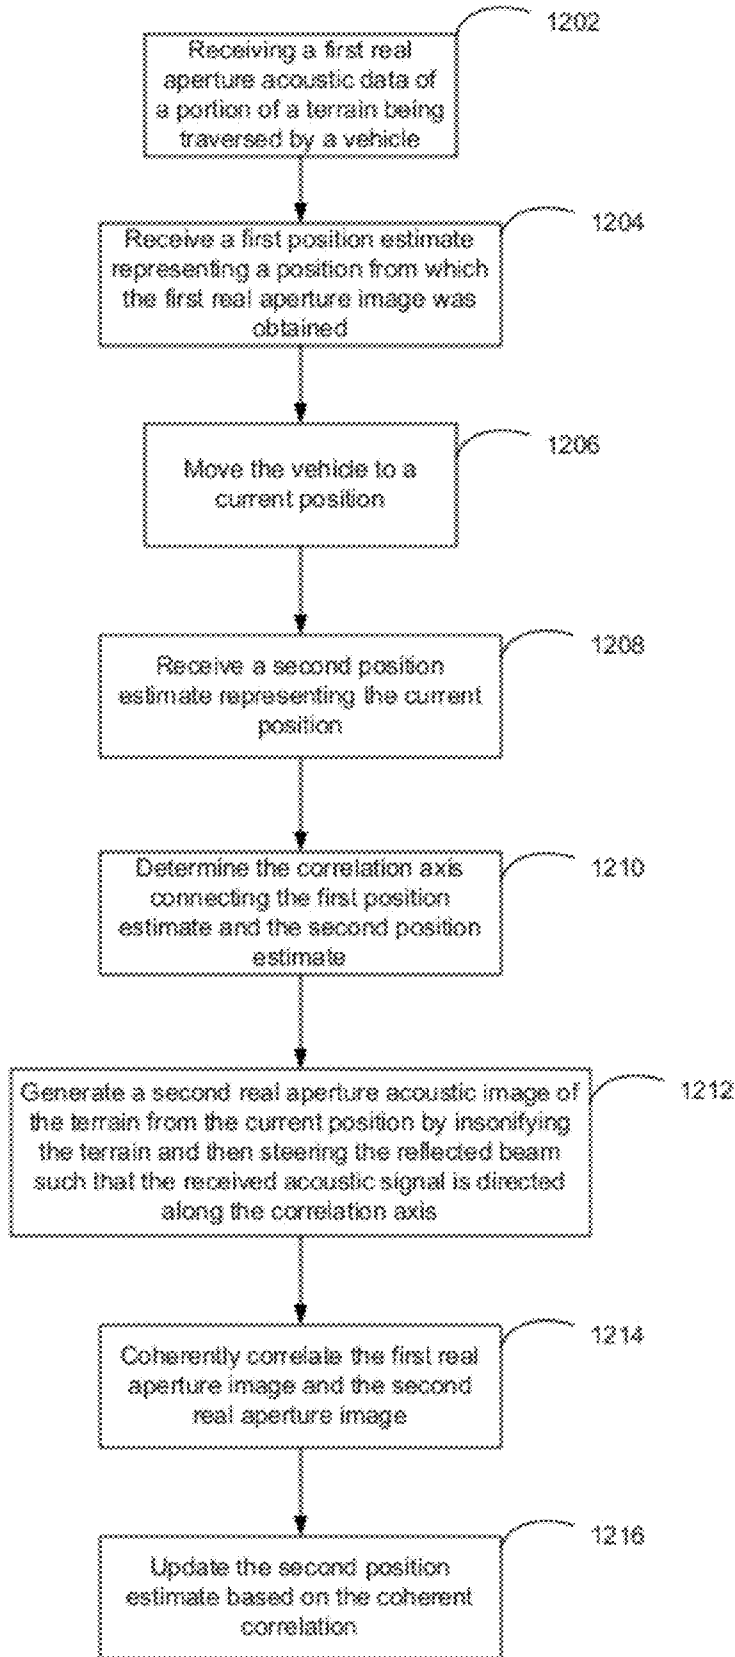 1202
Receiving a first real
aperture acoustic data of
a portion of a terrain being
traversed by a vehicle
1204
Receive a first position estimate
representing a position from which
the first real aperture image was
obtained
1206
Move the vehicle to a
current position
1208
Receive a second position
estimate representing the current
position
1210
Determine the correlation axis
connecting the first position
estimate and the second position
estimate
1212
Generate a second real aperture acoustic image of
the terrain from the current position by insonifying
the terrain and then steering the reflected beam
such that the received acoustic signal is directed
along the correlation axis
1214
Coherently correlate the first real
aperture image and the second
real aperture image
1216
Update the second position
estimate based on the coherent
correlation